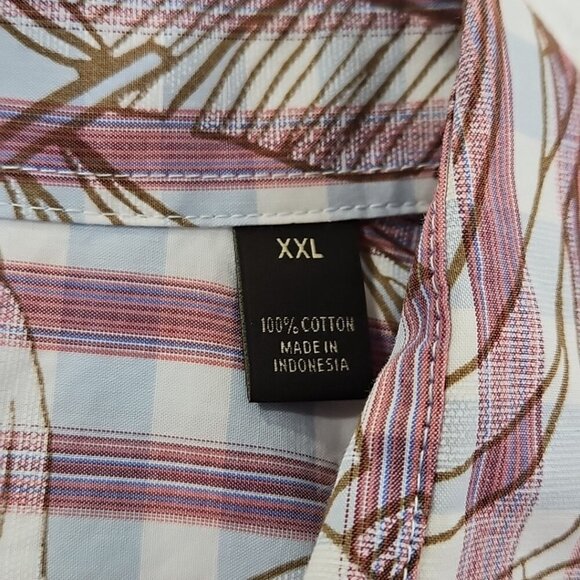 XXL
100% COTTON
MADE IN
INDONESIA